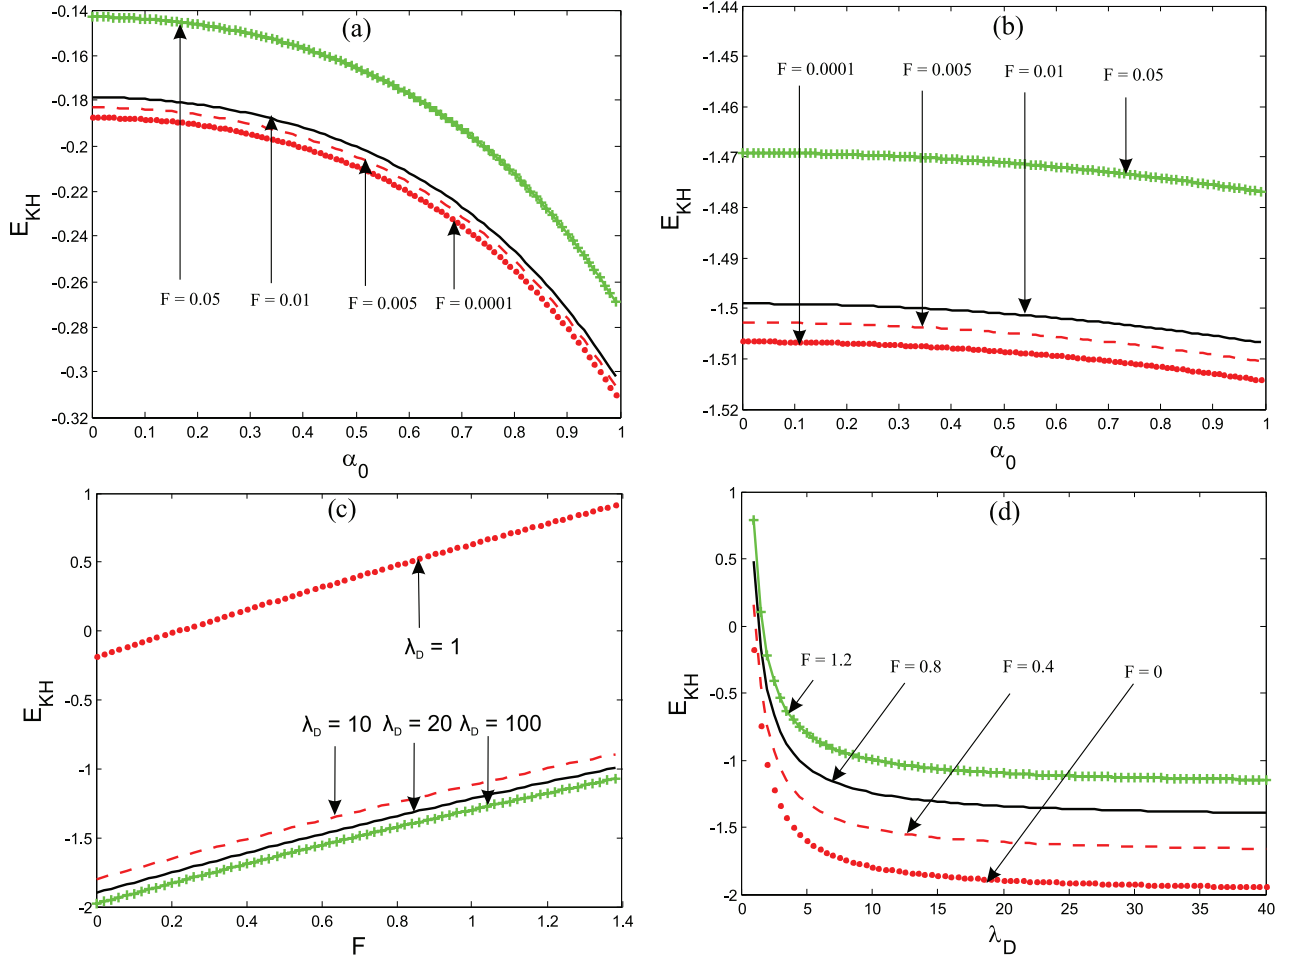 (a)
-0.14
-0.14
-0.16
-0.18
-0.2
-0.22
-0.24
-0.26
-0.28
-0.3
-0.32
E_KH
F = 0.05
F = 0.01
F = 0.005
F = 0.0001
0 0.1 0.2 0.3 0.4 0.5 0.6 0.7 0.8 0.9 1
α_0
(b)
-1.44
-1.45
-1.46
-1.47
-1.48
-1.49
-1.5
-1.51
-1.52
E_KH
F = 0.0001
F = 0.005
F = 0.01
F = 0.05
0 0.1 0.2 0.3 0.4 0.5 0.6 0.7 0.8 0.9 1
α_0
(c)
1
0.5
0
-0.5
-1
-1.5
-2
E_KH
λ_D = 1
λ_D = 10 λ_D = 20 λ_D = 100
0 0.2 0.4 0.6 0.8 1 1.2 1.4
F
(d)
1
0.5
0
-0.5
-1
-1.5
-2
E_KH
F = 1.2
F = 0.8
F = 0.4
F = 0
0 5 10 15 20 25 30 35 40
λ_D